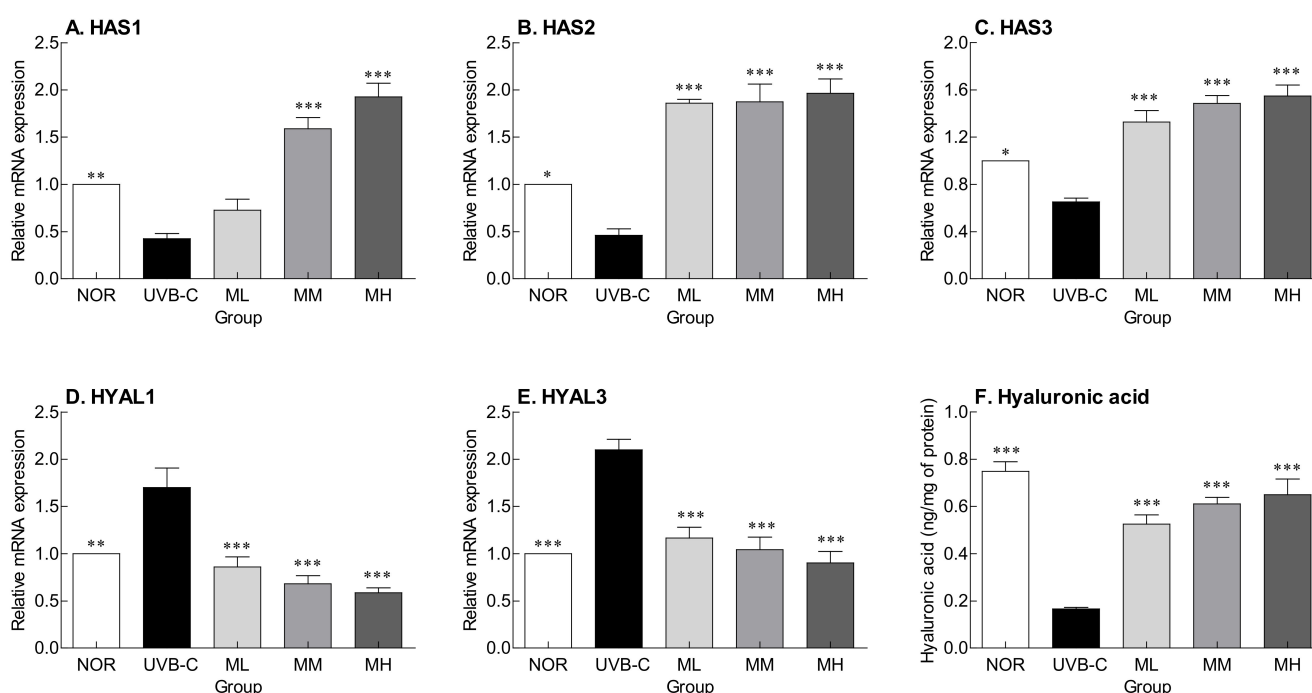 A. HAS1
Relative mRNA expression
2.5
2.0
1.5
1.0
0.5
0.0
**
***
***
NOR UVB-C ML MM MH
Group
B. HAS2
Relative mRNA expression
2.5
2.0
1.5
1.0
0.5
0.0
*
***
***
***
NOR UVB-C ML MM MH
Group
C. HAS3
Relative mRNA expression
2.0
1.6
1.2
0.8
0.4
0.0
*
***
***
***
NOR UVB-C ML MM MH
Group
D. HYAL1
Relative mRNA expression
2.5
2.0
1.5
1.0
0.5
0.0
**
***
***
***
NOR UVB-C ML MM MH
Group
E. HYAL3
Relative mRNA expression
2.5
2.0
1.5
1.0
0.5
0.0
***
***
***
***
NOR UVB-C ML MM MH
Group
F. Hyaluronic acid
Hyaluronic acid (ng/mg of protein)
1.0
0.8
0.6
0.4
0.2
0.0
***
***
***
***
NOR UVB-C ML MM MH
Group